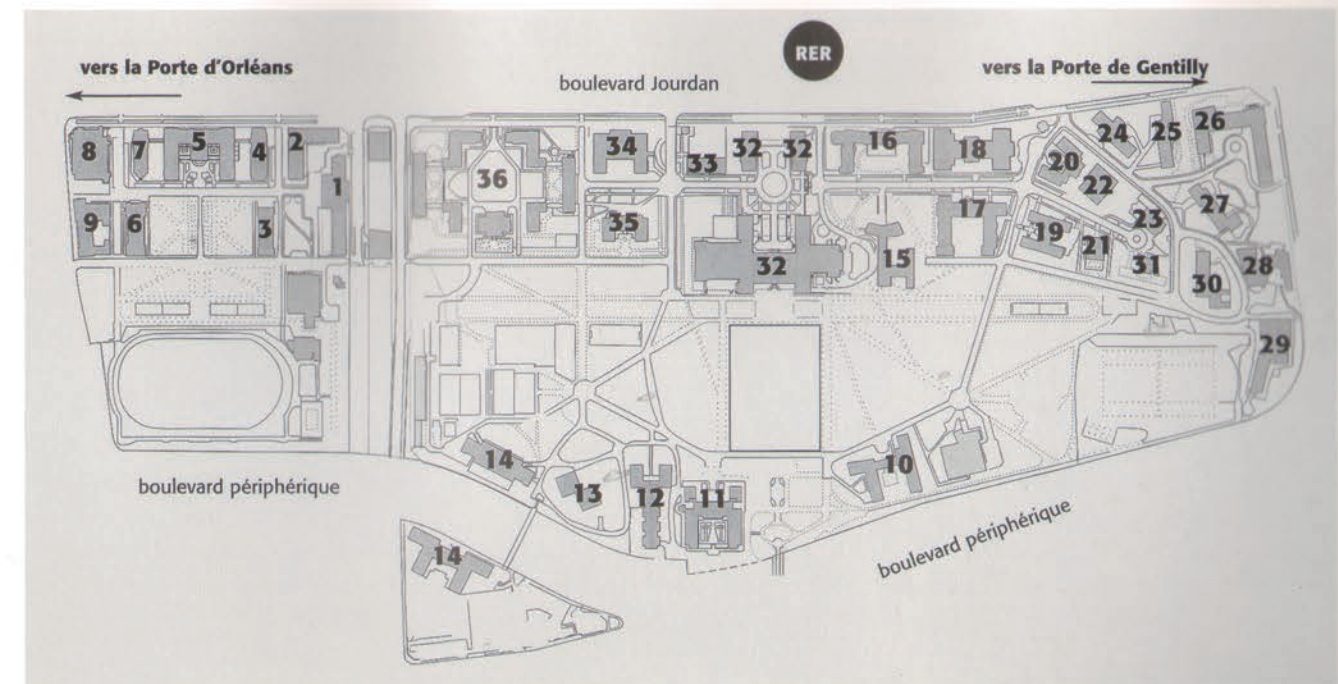 RER
vers la Porte d'Orléans
boulevard Jourdan
vers la Porte de Gentilly
8 7 5 4 2 1
36 34 33 32 32 16 18
20 22 24 25 26
9 6 3
35 32 15 17 19 21 23 31 27 30 28
29
14 13 12 11 10
boulevard périphérique
boulevard périphérique
14